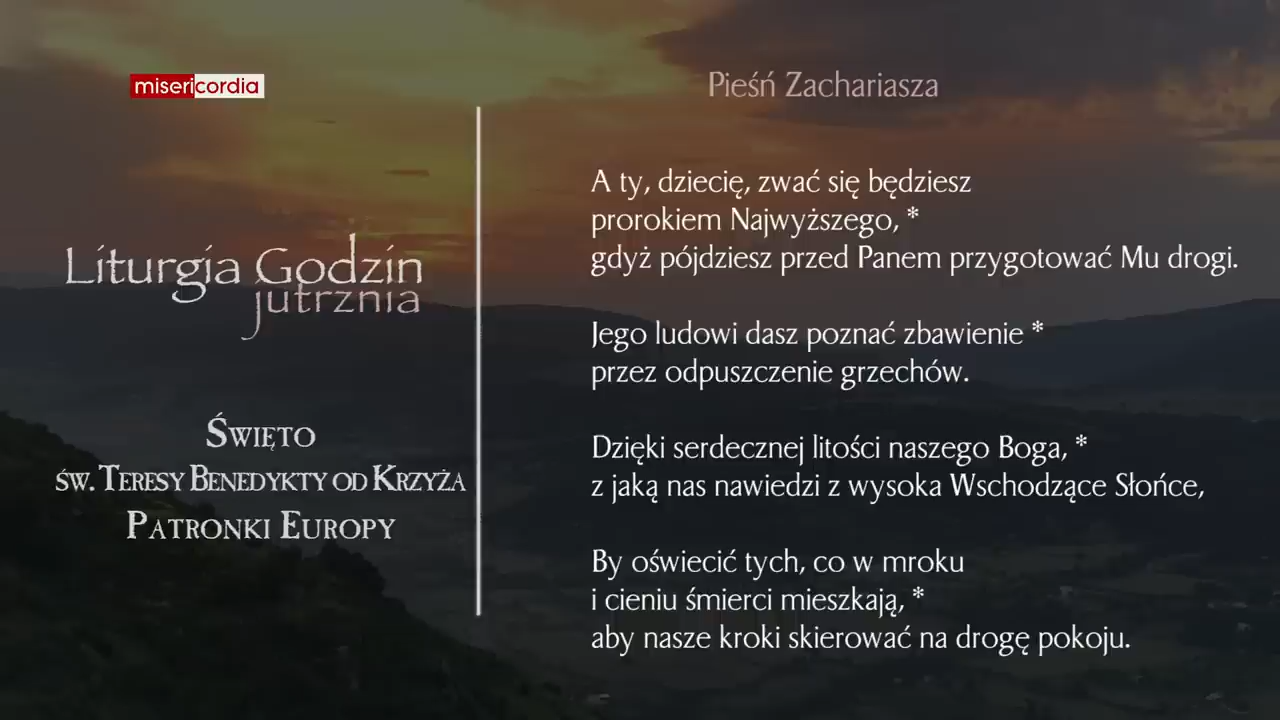 misericordia
Liturgia Godzin
jutrznia
Święto
św. Teresy Benedykty od Krzyża
Patronki Europy
Pieśń Zachariasza
A ty, dziecię, zwać się będziesz
prorokiem Najwyższego, *
gdyż pójdziesz przed Panem przygotować Mu drogi.
Jego ludowi dasz poznać zbawienie *
przez odpuszczenie grzechów.
Dzięki serdecznej litości naszego Boga, *
z jaką nas nawiedzi z wysoka Wschodzące Słońce,
By oświecić tych, co w mroku
i cieniu śmierci mieszkają, *
aby nasze kroki skierować na drogę pokoju.